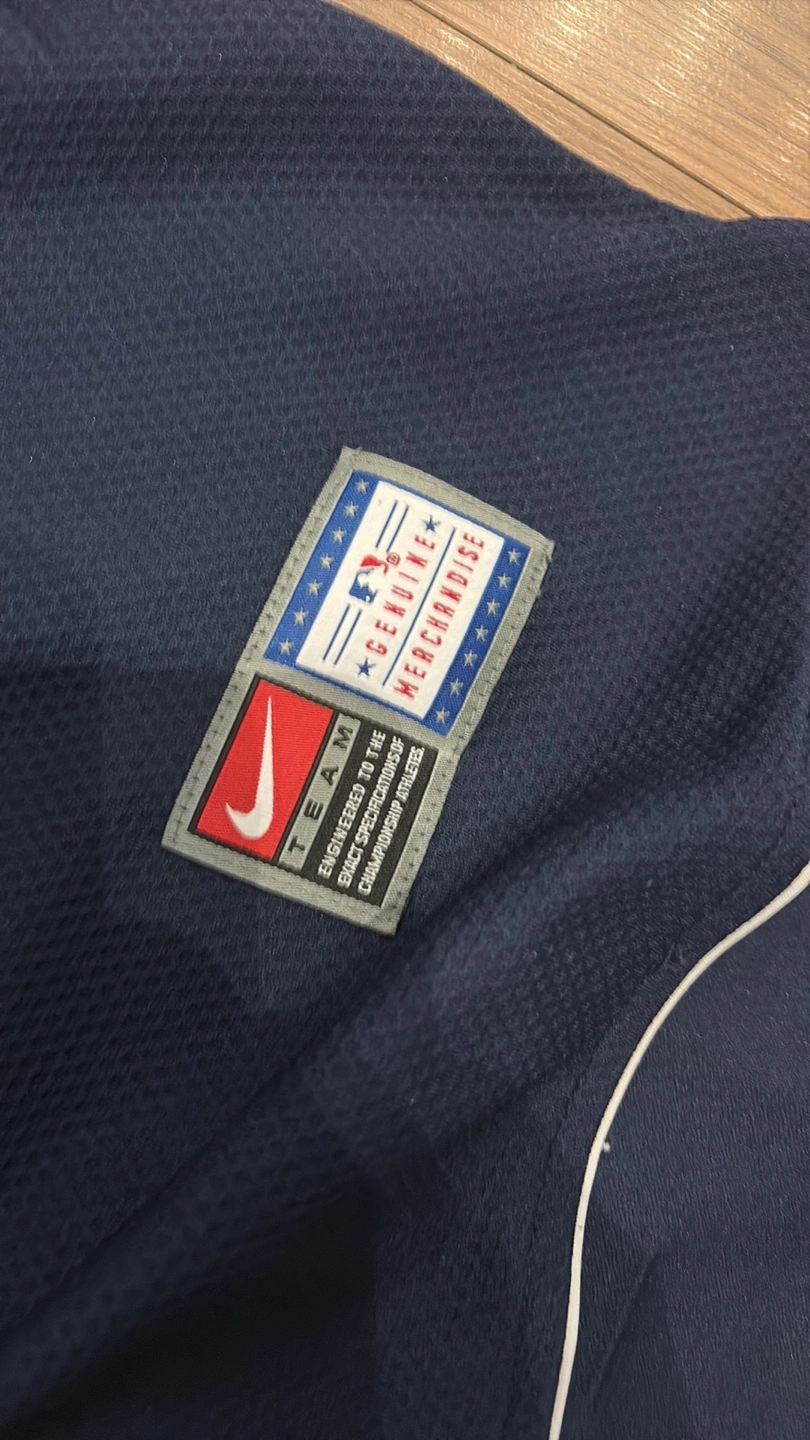 GENUINE
MERCHANDISE
TEAM
ENGINEERED TO THE
EXACT SPECIFICATIONS OF
CHAMPIONSHIP ATHLETES.